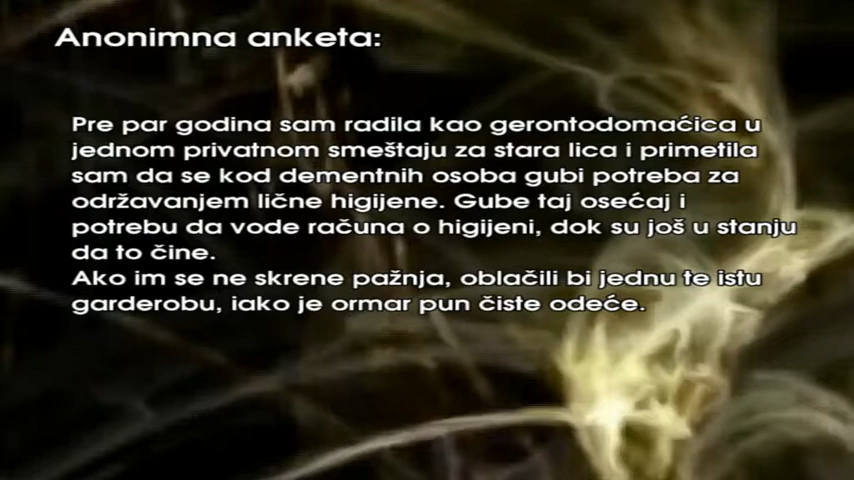 Anonimna anketa:
Pre par godina sam radila kao gerontodomaćica u
jednom privatnom smeštaju za stara lica i primetila
sam da se kod dementnih osoba gubi potreba za
održavanjem lične higijene. Gube taj osećaj i
potrebu da vode računa o higijeni, dok su još u stanju
da to čine.
Ako im se ne skrene pažnja, oblačili bi jednu te istu
garderobu, iako je ormar pun čiste odeće.